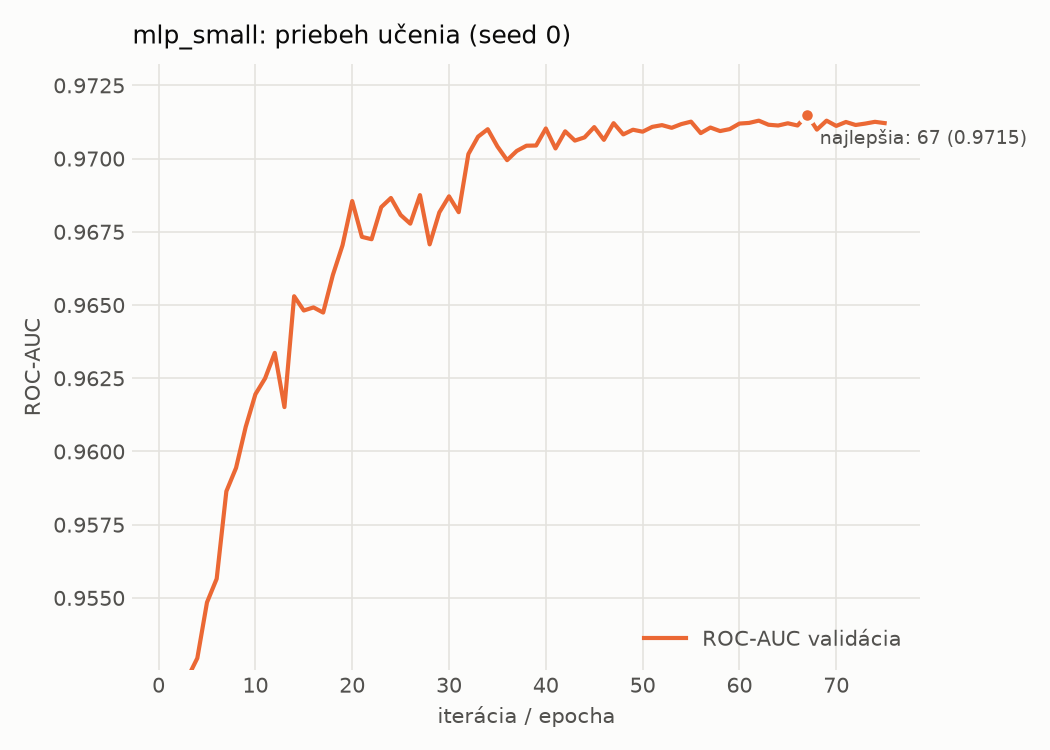 mlp_small: priebeh učenia (seed 0)
0.9725
0.9700
0.9675
0.9650
0.9625
0.9600
0.9575
0.9550
ROC-AUC
najlepšia: 67 (0.9715)
ROC-AUC validácia
0 10 20 30 40 50 60 70
iterácia / epocha